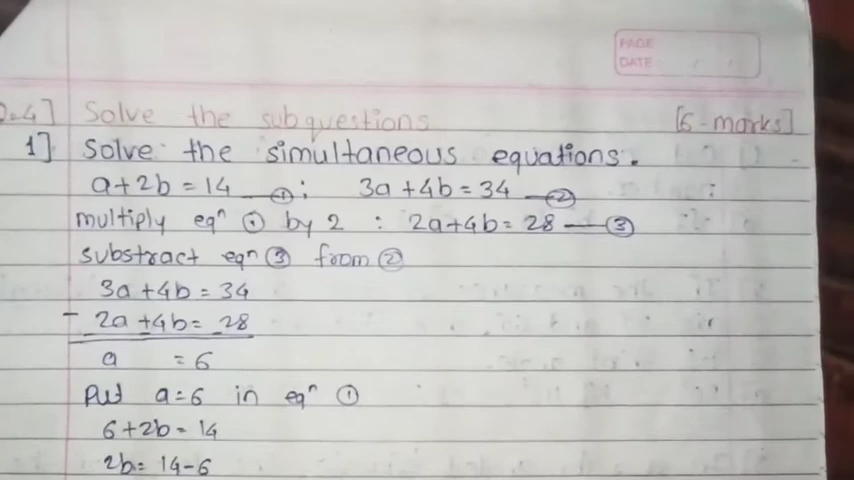 PAGE
DATE
Q.4] Solve the subquestions [6-marks]
1] Solve the simultaneous equations.
a+2b=14 —① ; 3a+4b=34 —②
multiply eqⁿ ① by 2 : 2a+4b=28 —③
substract eqⁿ ③ from ②
3a+4b=34
- 2a+4b= 28
a =6
Put a=6 in eqⁿ ①
6+2b=14
2b= 14-6